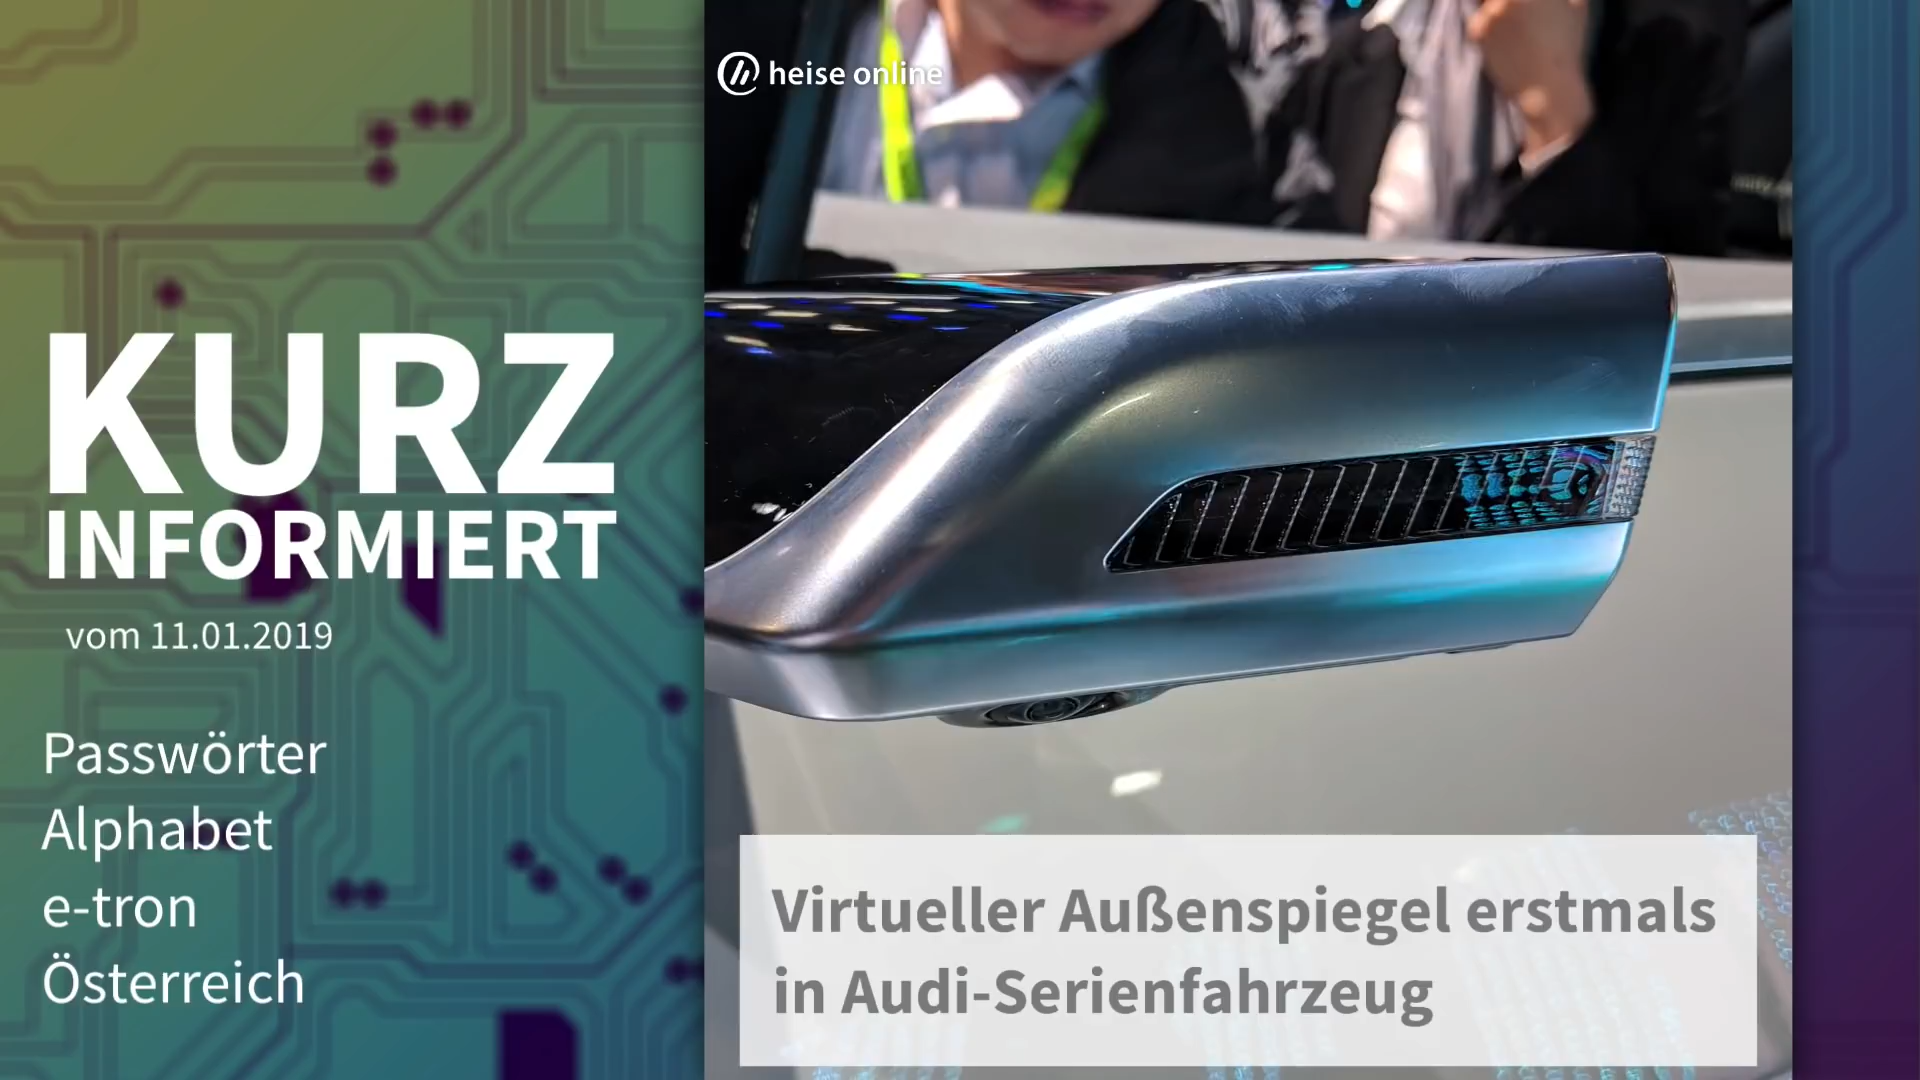 heise online
KURZ
INFORMIERT
vom 11.01.2019
Passwörter
Alphabet
e-tron
Österreich
Virtueller Außenspiegel erstmals
in Audi-Serienfahrzeug